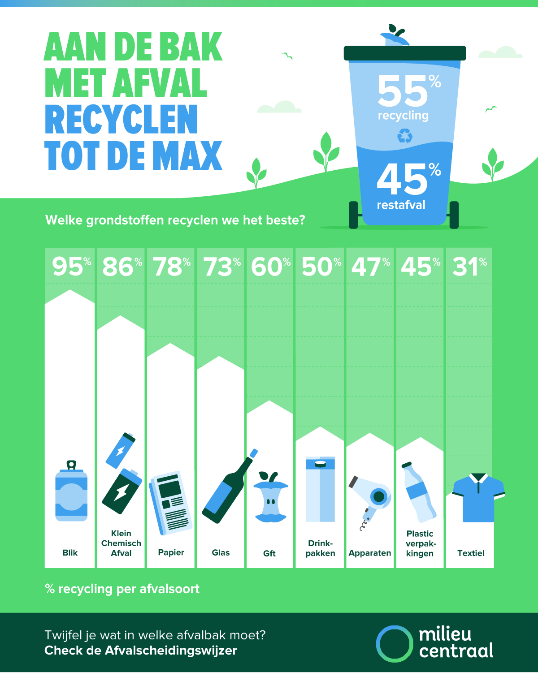 AAN DE BAK
MET AFVAL
RECYCLEN
TOT DE MAX
55%
recycling
45%
restafval
Welke grondstoffen recyclen we het beste?
95% 86% 78% 73% 60% 50% 47% 45% 31%
Blik
Klein
Chemisch
Afval
Papier
Glas
Gft
Drink-
pakken
Apparaten
Plastic
verpak-
kingen
Textiel
% recycling per afvalsoort
Twijfel je wat in welke afvalbak moet?
Check de Afvalscheidingswijzer
milieu
centraal